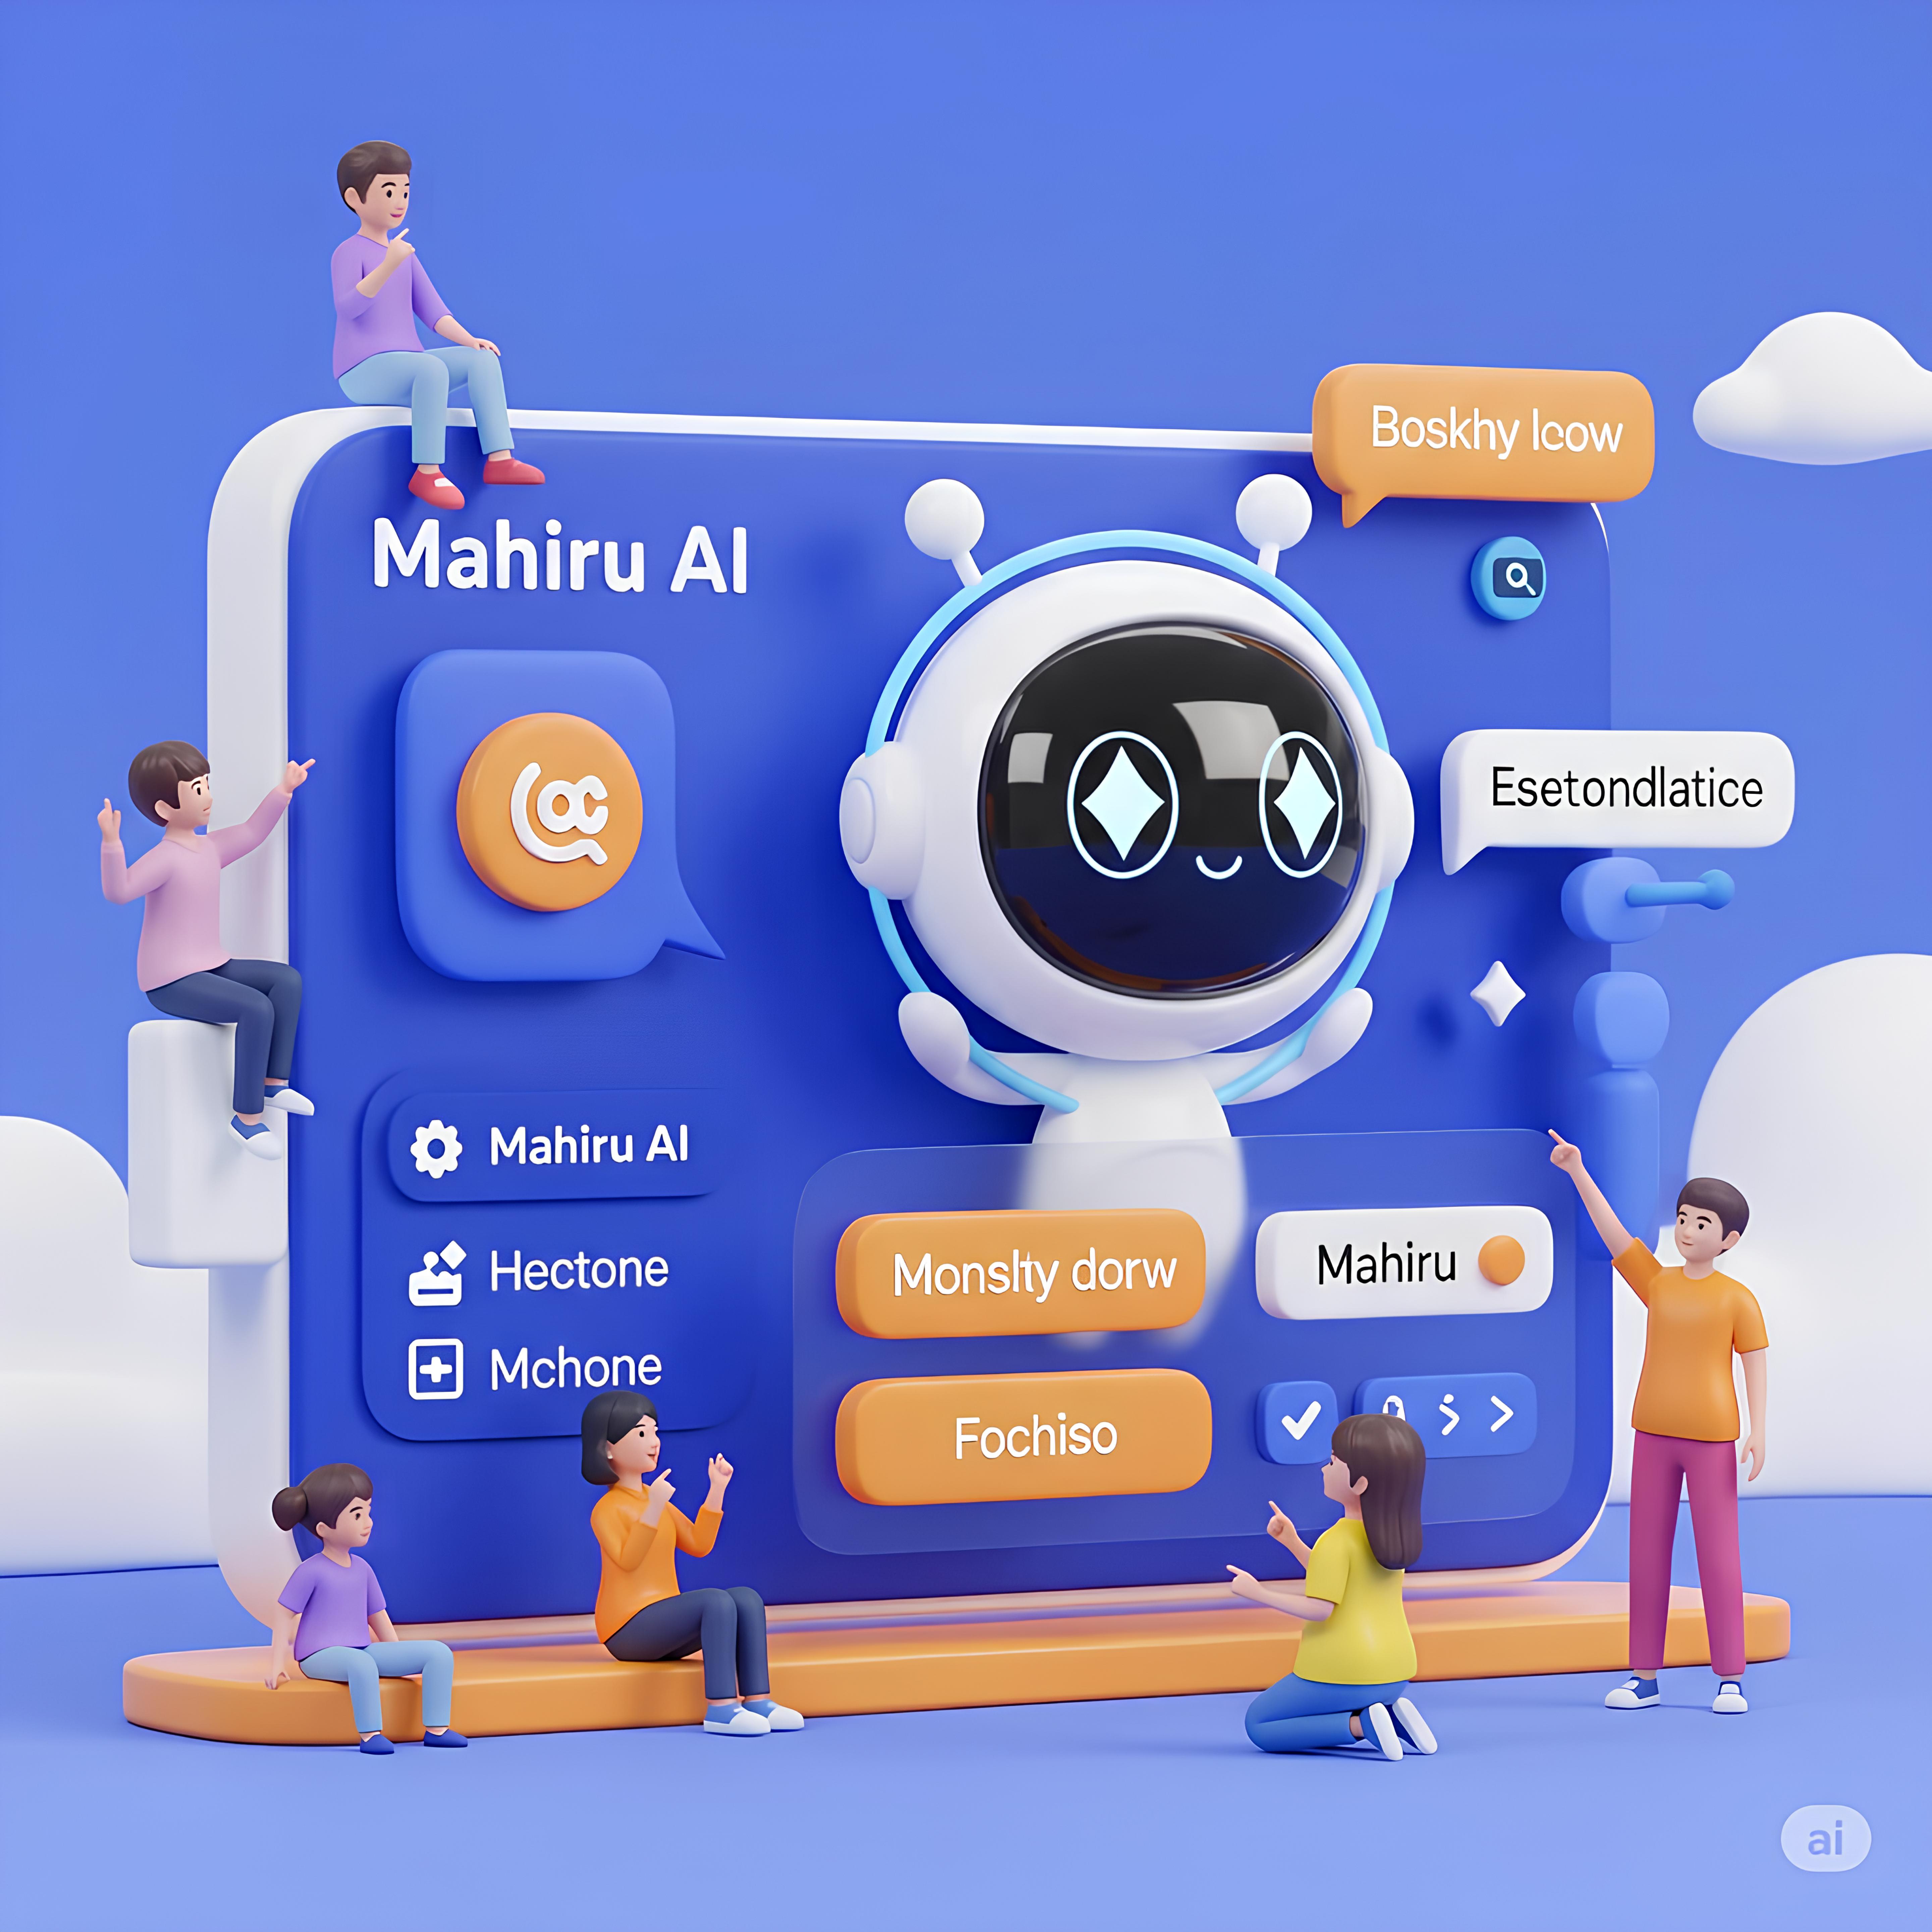 Boskhy lcow
Mahiru AI
Esetondlatice
Mahiru AI
Hectone
Mchone
Monslty dorw
Mahiru
Fochiso
ai